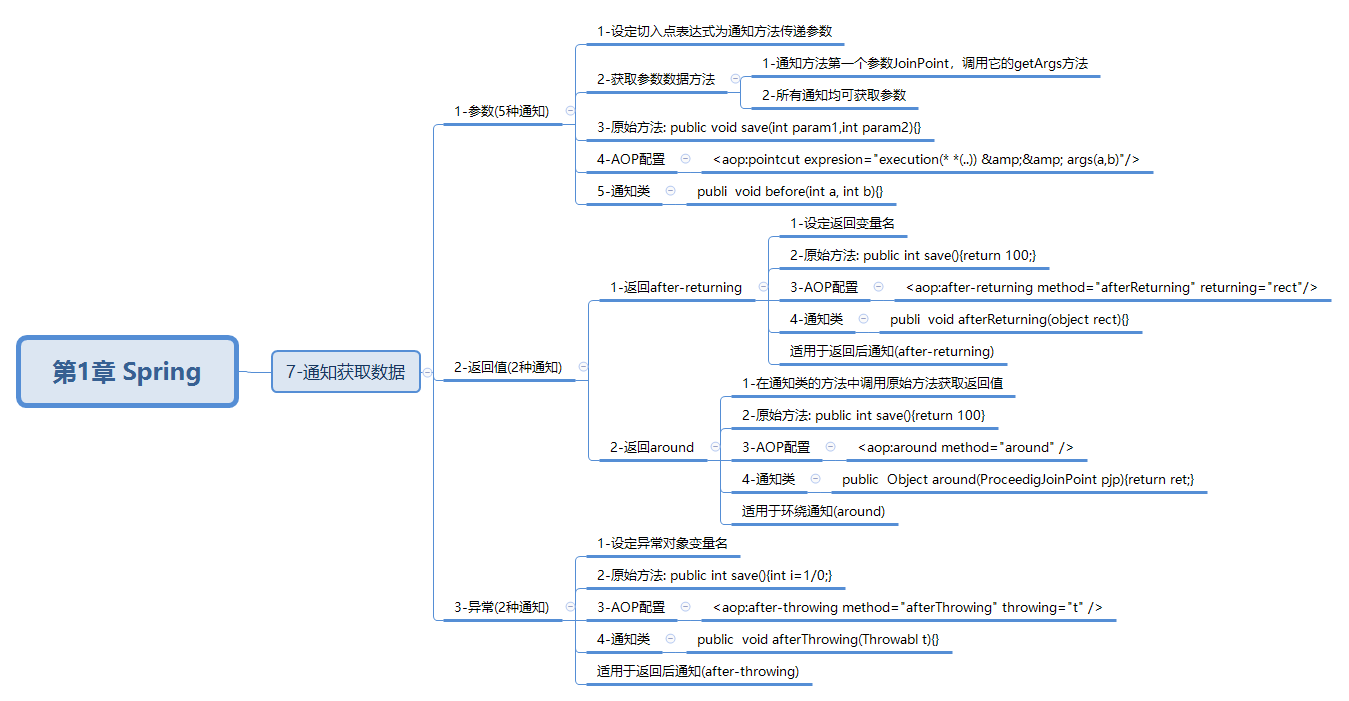 第1章 Spring
7-通知获取数据
1-参数(5种通知)
1-设定切入点表达式为通知方法传递参数
2-获取参数数据方法
1-通知方法第一个参数JoinPoint，调用它的getArgs方法
2-所有通知均可获取参数
3-原始方法: public void save(int param1,int param2){}
4-AOP配置
<aop:pointcut expresion="execution(* *(..)) &amp;&amp; args(a,b)"/>
5-通知类
publi  void before(int a, int b){}
2-返回值(2种通知)
1-返回after-returning
1-设定返回变量名
2-原始方法: public int save(){return 100;}
3-AOP配置
<aop:after-returning method="afterReturning" returning="rect"/>
4-通知类
publi  void afterReturning(object rect){}
适用于返回后通知(after-returning)
2-返回around
1-在通知类的方法中调用原始方法获取返回值
2-原始方法: public int save(){return 100}
3-AOP配置
<aop:around method="around" />
4-通知类
public  Object around(ProceedigJoinPoint pjp){return ret;}
适用于环绕通知(around)
3-异常(2种通知)
1-设定异常对象变量名
2-原始方法: public int save(){int i=1/0;}
3-AOP配置
<aop:after-throwing method="afterThrowing" throwing="t" />
4-通知类
public  void afterThrowing(Throwabl t){}
适用于返回后通知(after-throwing)